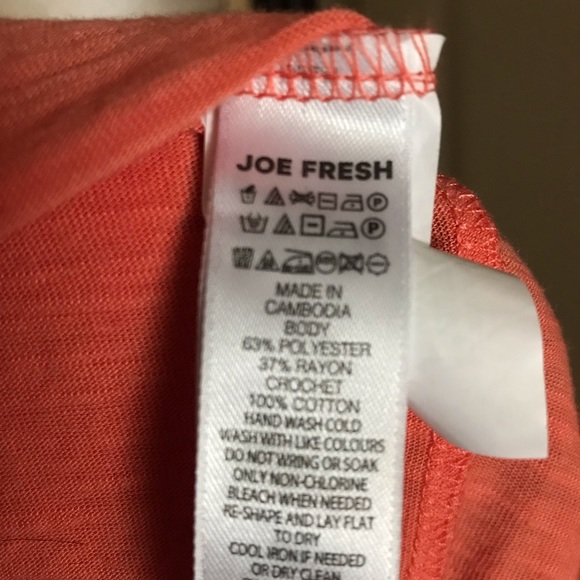 JOE FRESH
MADE IN
CAMBODIA
BODY
63% POLYESTER
37% RAYON
CROCHET
100% COTTON
HAND WASH COLD
WASH WITH LIKE COLOURS
DO NOT WRING OR SOAK
ONLY NON-CHLORINE
BLEACH WHEN NEEDED
RE-SHAPE AND LAY FLAT
TO DRY
COOL IRON IF NEEDED
OR DRY CLEAN